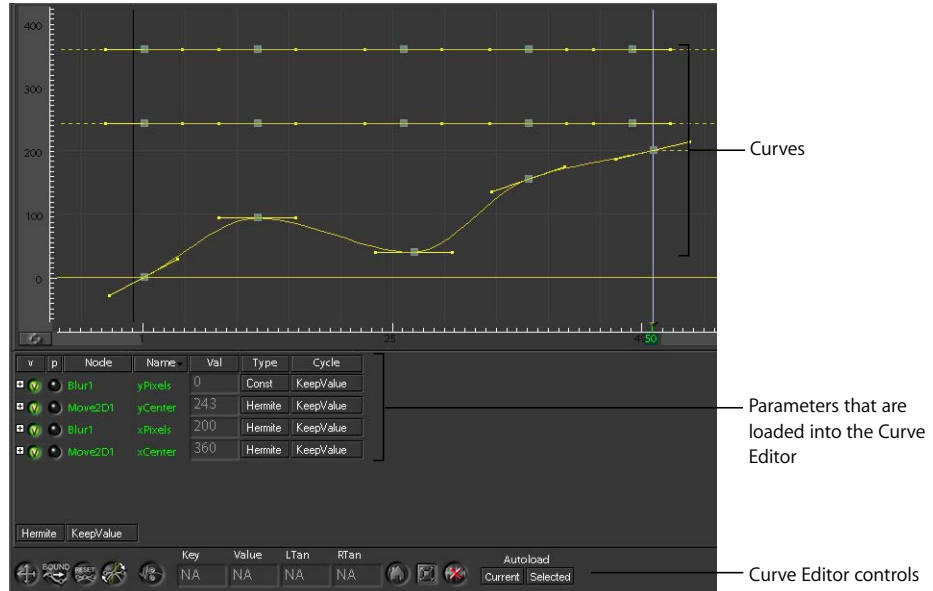 400
300
200
100
0
1
25
49
50
Curves
v p Node Name Val Type Cycle
Blur1 yPixels 0 Const KeepValue
Move2D1 yCenter 243 Hermite KeepValue
Blur1 xPixels 200 Hermite KeepValue
Move2D1 xCenter 360 Hermite KeepValue
Parameters that are
loaded into the Curve
Editor
Hermite KeepValue
Key Value LTan RTan
BOUND RESET NA NA NA NA
Autoload
Current Selected
Curve Editor controls